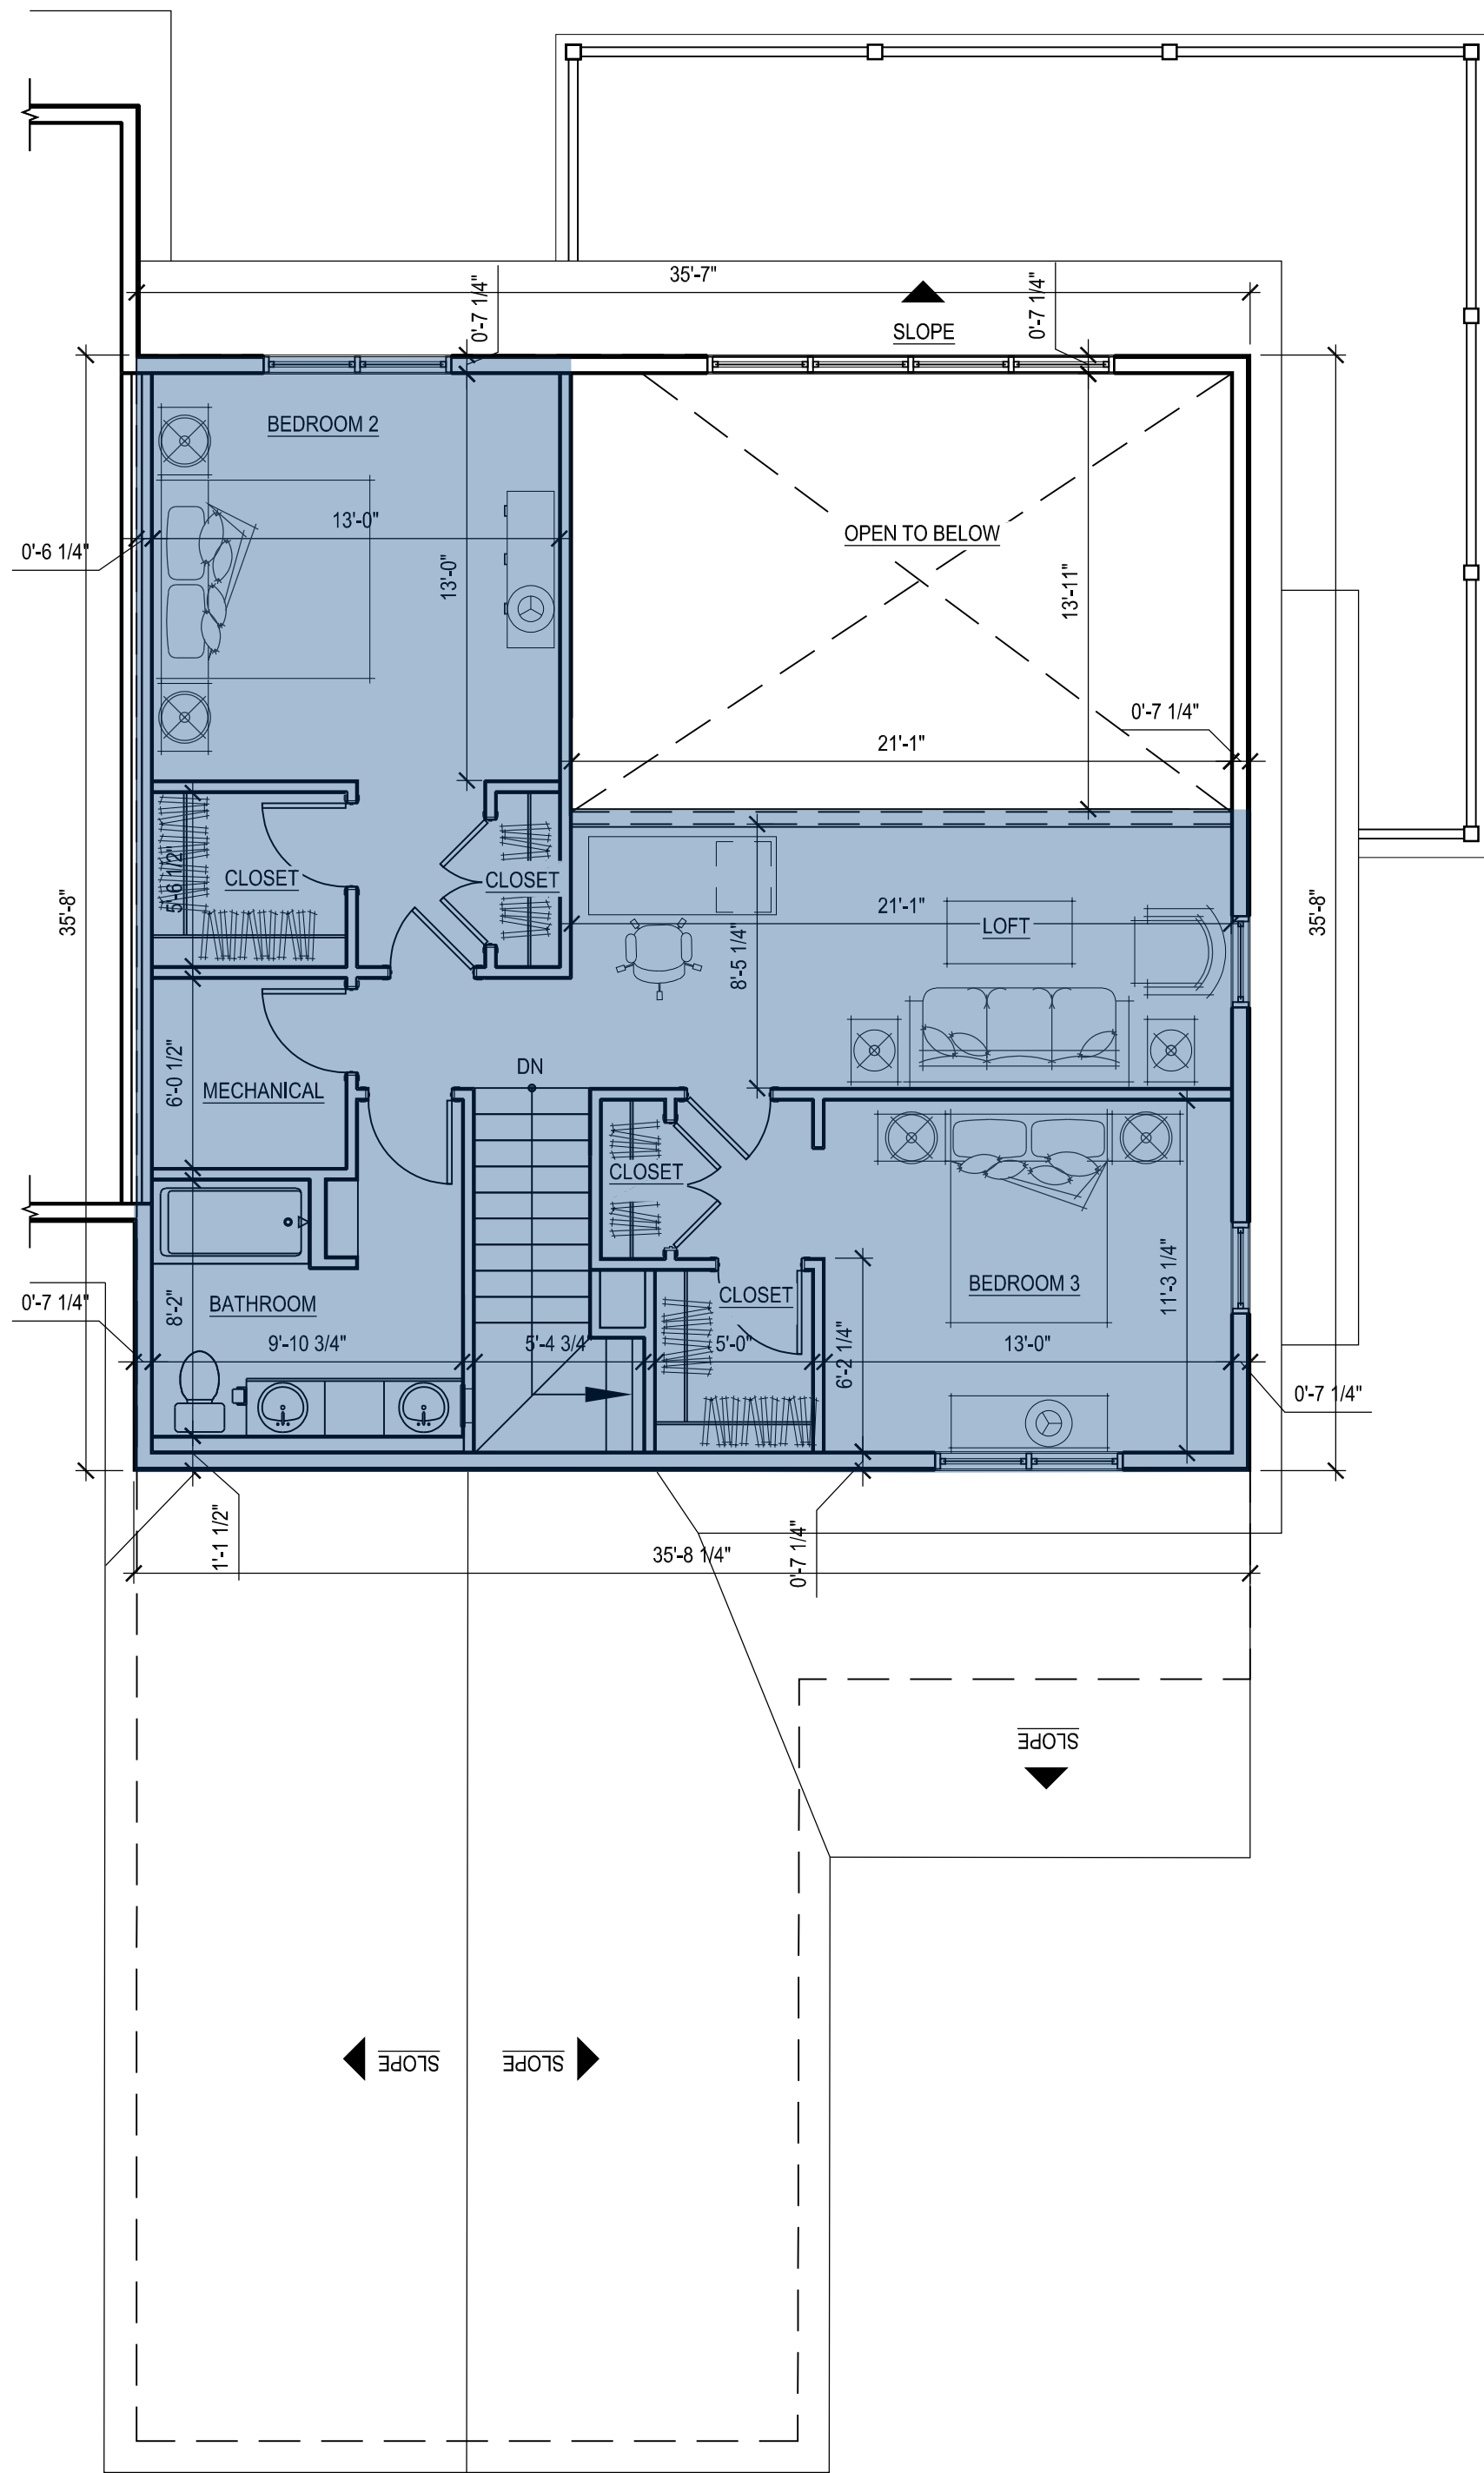 35'-7"
0'-7 1/4"
0'-7 1/4"
SLOPE
BEDROOM 2
13'-0"
0'-6 1/4"
13'-0"
OPEN TO BELOW
13'-11"
0'-7 1/4"
21'-1"
5'-6 1/2"
CLOSET
CLOSET
21'-1"
LOFT
35'-8"
35'-8"
8'-5 1/4"
DN
6'-0 1/2"
MECHANICAL
CLOSET
BEDROOM 3
11'-3 1/4"
CLOSET
0'-7 1/4"
8'-2"
BATHROOM
9'-10 3/4"
5'-4 3/4"
5'-0"
6'-2 1/4"
13'-0"
0'-7 1/4"
1'-1 1/2"
35'-8 1/4"
0'-7 1/4"
SLOPE
SLOPE
SLOPE